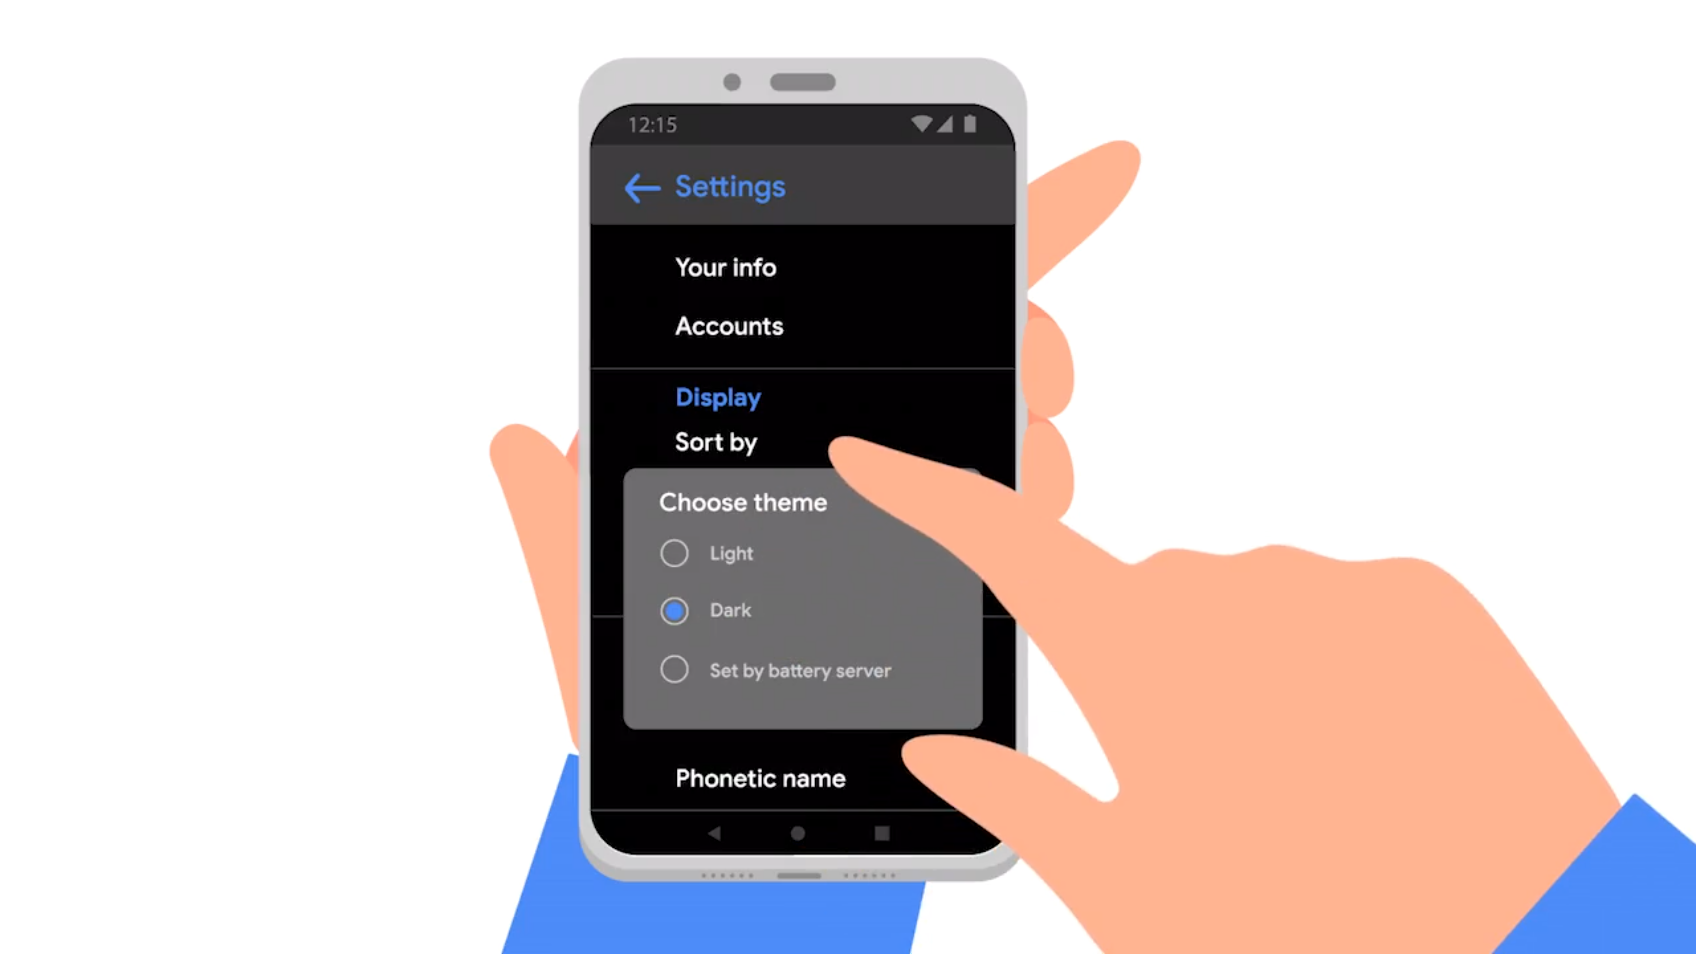 12:15
Settings
Your info
Accounts
Display
Sort by
Choose theme
Light
Dark
Set by battery server
Phonetic name